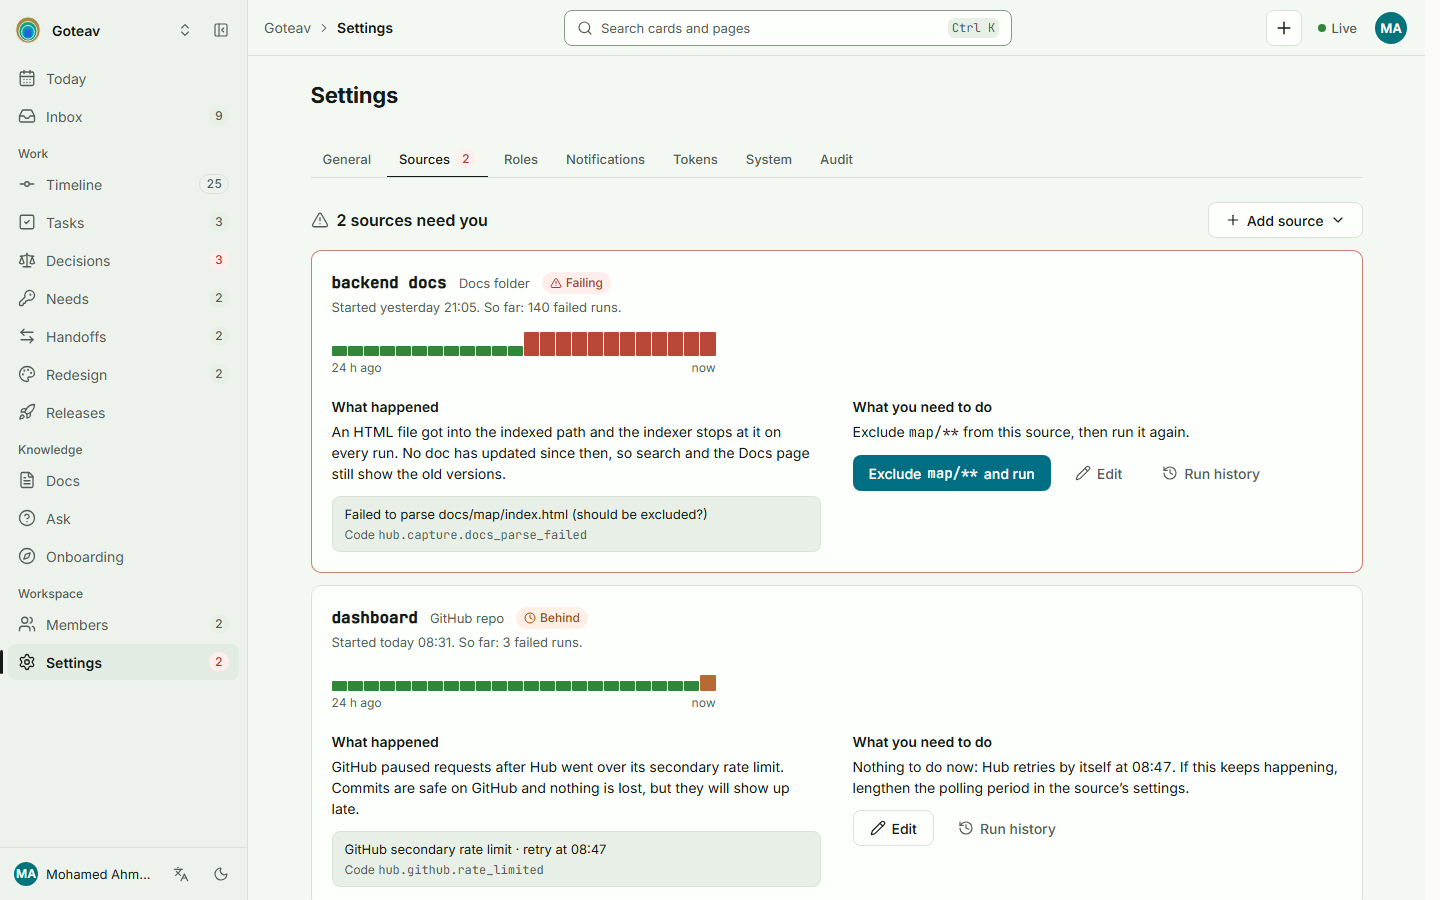 Goteav
Today
Inbox 9
Work
Timeline 25
Tasks 3
Decisions 3
Needs 2
Handoffs 2
Redesign 2
Releases
Knowledge
Docs
Ask
Onboarding
Workspace
Members 2
Settings 2
MA Mohamed Ahm...
Goteav > Settings
Search cards and pages Ctrl K
Live
MA
Settings
General Sources 2 Roles Notifications Tokens System Audit
2 sources need you
Add source
backend docs Docs folder Failing
Started yesterday 21:05. So far: 140 failed runs.
24 h ago now
What happened
An HTML file got into the indexed path and the indexer stops at it on
every run. No doc has updated since then, so search and the Docs page
still show the old versions.
Failed to parse docs/map/index.html (should be excluded?)
Code hub.capture.docs_parse_failed
What you need to do
Exclude map/** from this source, then run it again.
Exclude map/** and run Edit Run history
dashboard GitHub repo Behind
Started today 08:31. So far: 3 failed runs.
24 h ago now
What happened
GitHub paused requests after Hub went over its secondary rate limit.
Commits are safe on GitHub and nothing is lost, but they will show up
late.
GitHub secondary rate limit · retry at 08:47
Code hub.github.rate_limited
What you need to do
Nothing to do now: Hub retries by itself at 08:47. If this keeps happening,
lengthen the polling period in the source’s settings.
Edit Run history